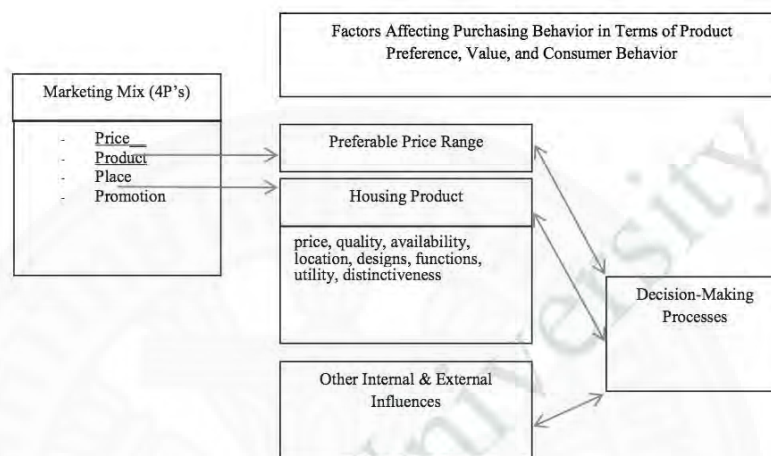 Factors Affecting Purchasing Behavior in Terms of Product
Preference, Value, and Consumer Behavior
Marketing Mix (4P's)
- Price
- Product
- Place
- Promotion
Preferable Price Range
Housing Product
price, quality, availability,
location, designs, functions,
utility, distinctiveness
Other Internal & External
Influences
Decision-Making
Processes
University